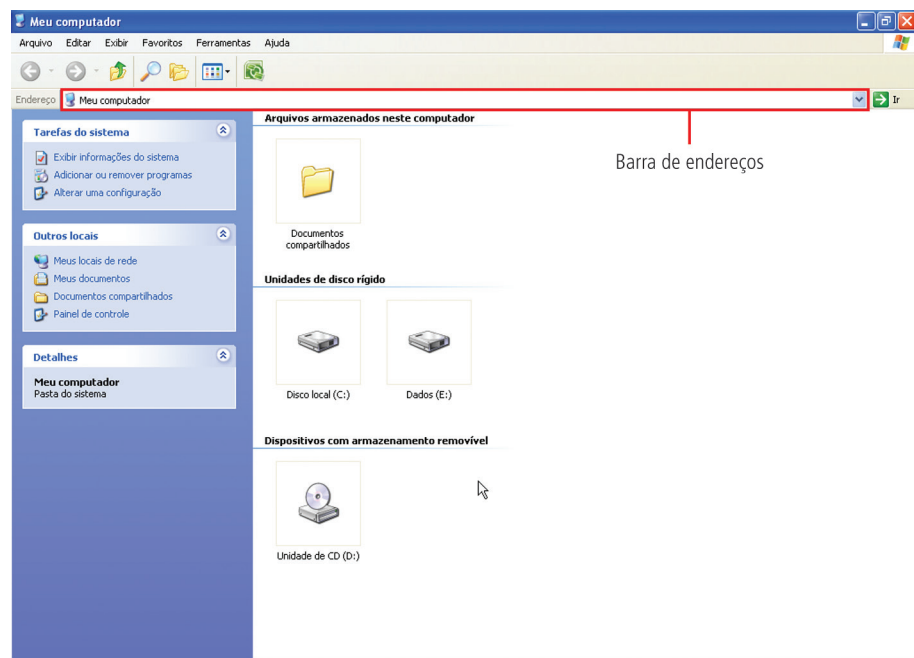 Meu computador
Arquivo Editar Exibir Favoritos Ferramentas Ajuda
Endereço Meu computador Ir
Barra de endereços
Tarefas do sistema
Exibir informações do sistema
Adicionar ou remover programas
Alterar uma configuração
Outros locais
Meus locais de rede
Meus documentos
Documentos compartilhados
Painel de controle
Detalhes
Meu computador
Pasta do sistema
Arquivos armazenados neste computador
Documentos
compartilhados
Unidades de disco rígido
Disco local (C:) Dados (E:)
Dispositivos com armazenamento removível
Unidade de CD (D:)